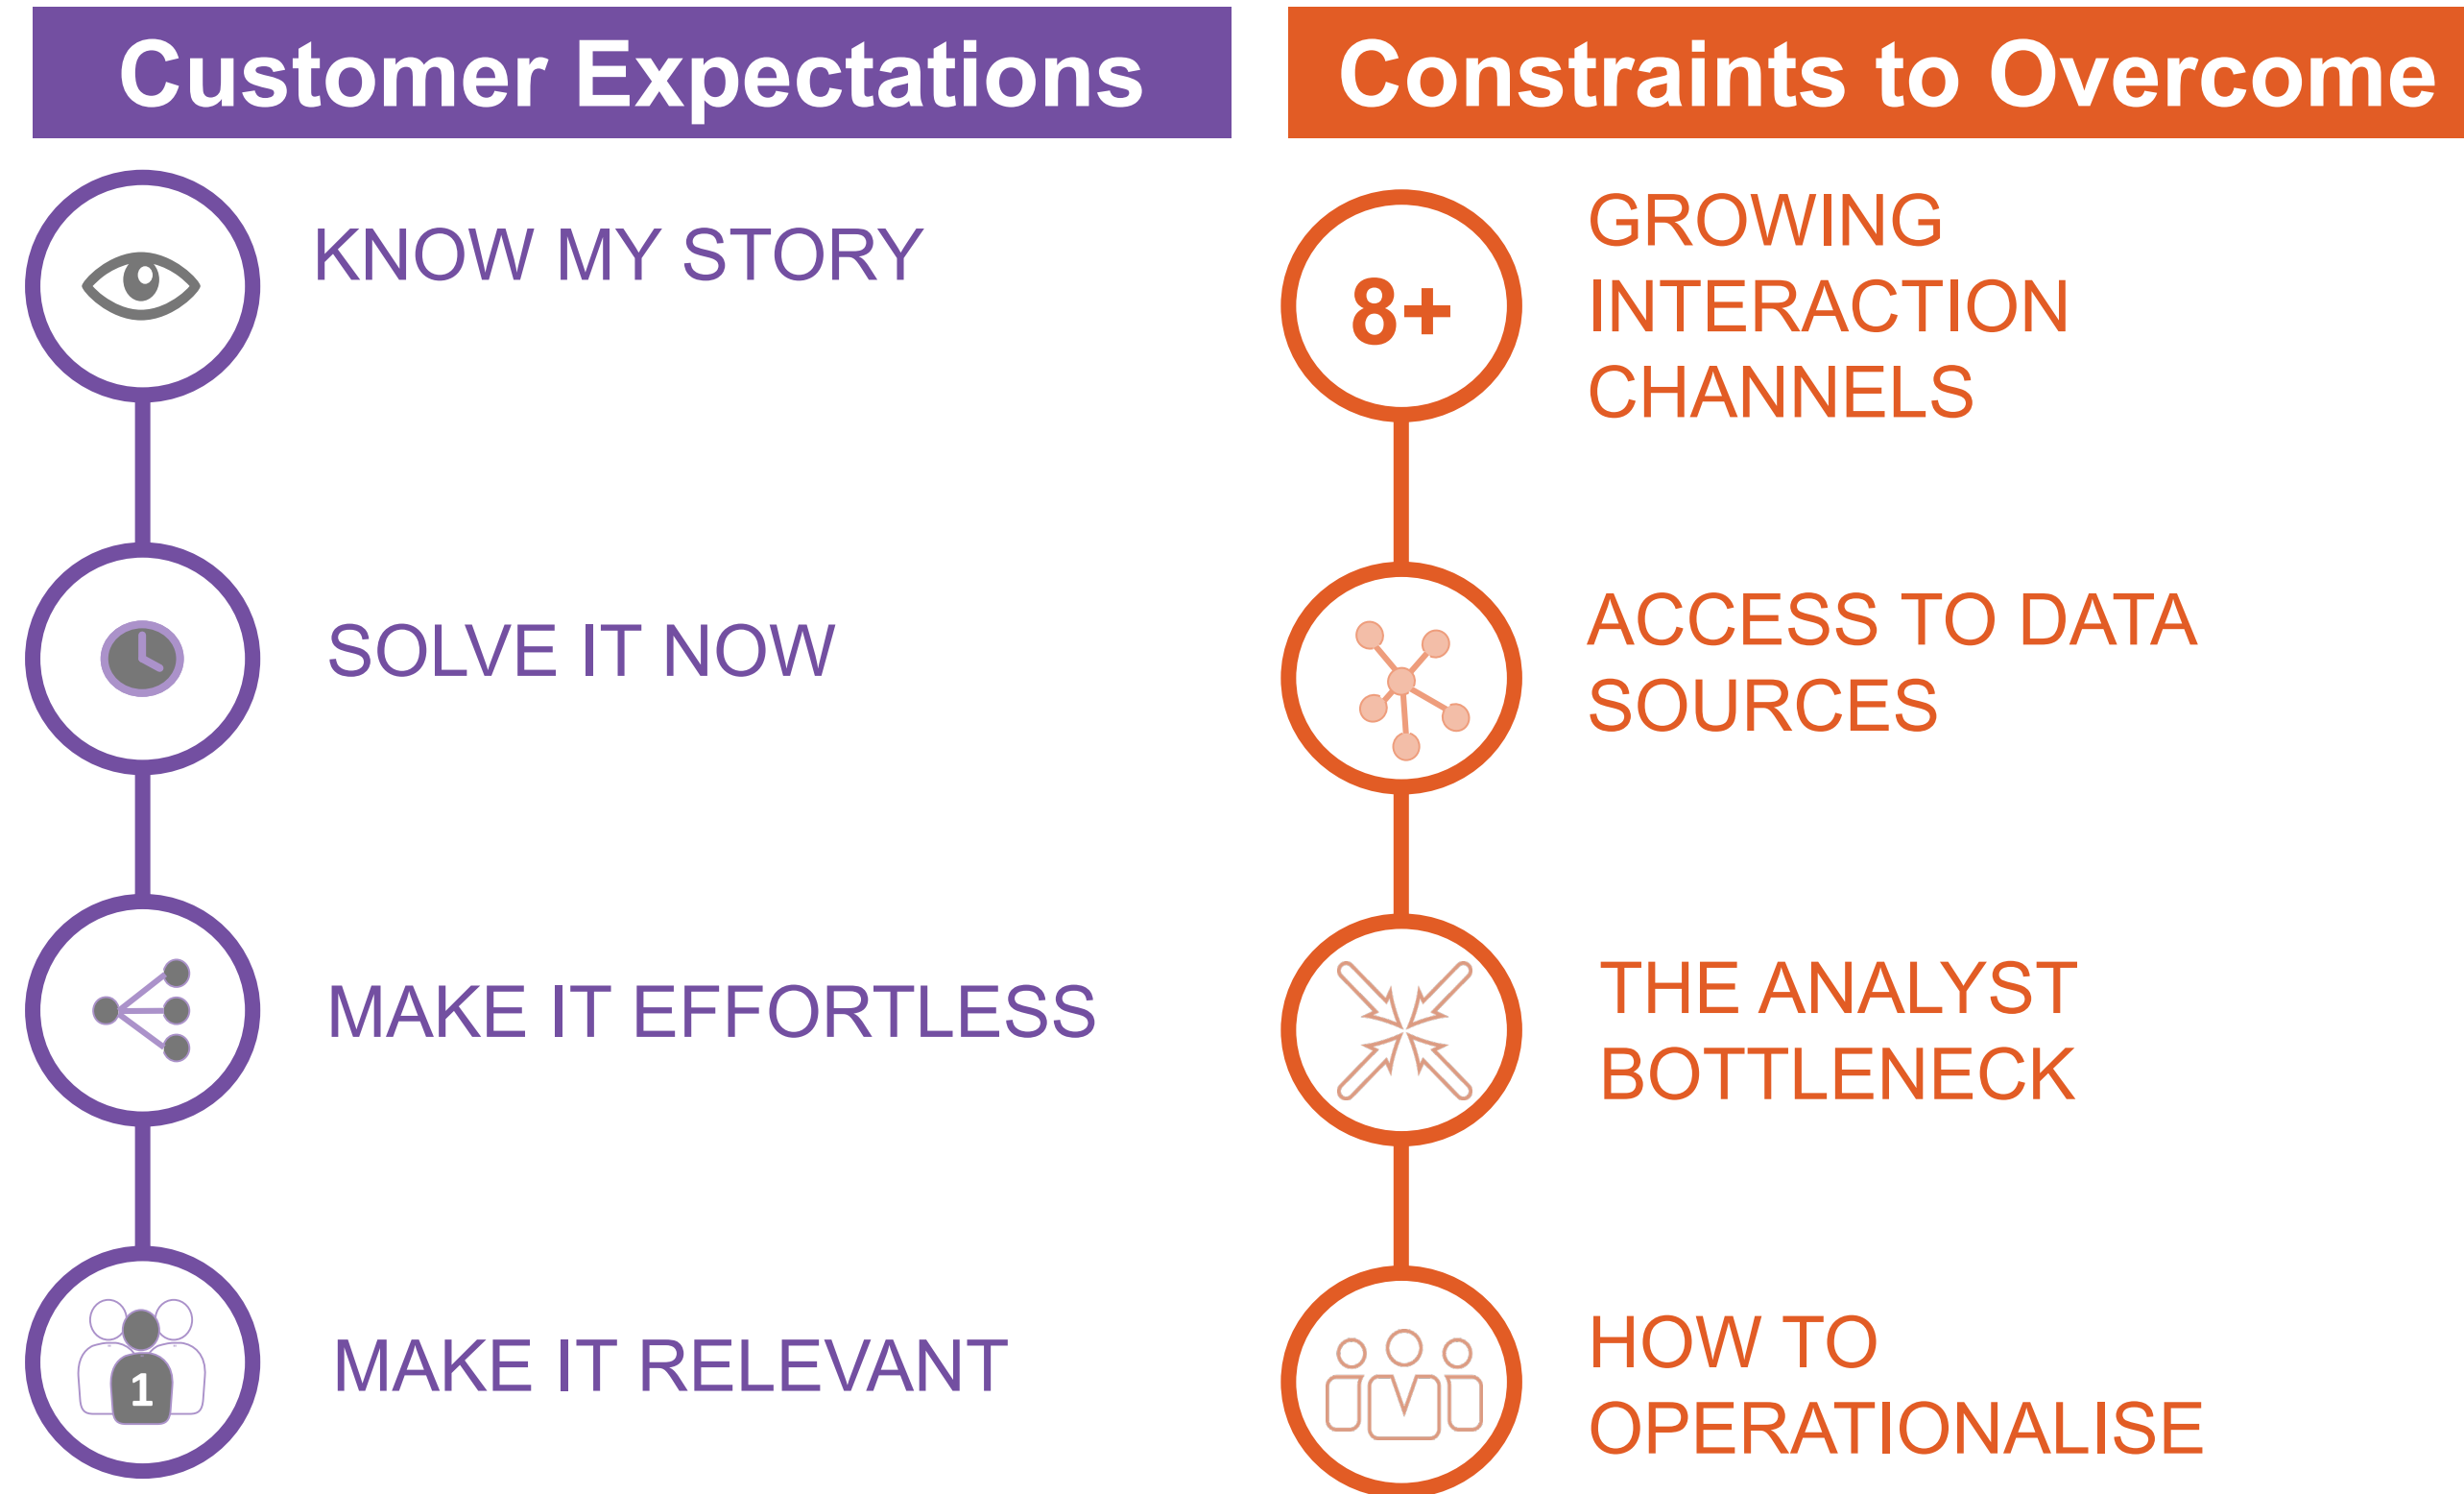 Customer Expectations
KNOW MY STORY
SOLVE IT NOW
MAKE IT EFFORTLESS
1
MAKE IT RELEVANT
Constraints to Overcome
8+
GROWING
INTERACTION
CHANNELS
ACCESS TO DATA
SOURCES
THE ANALYST
BOTTLENECK
HOW TO
OPERATIONALISE